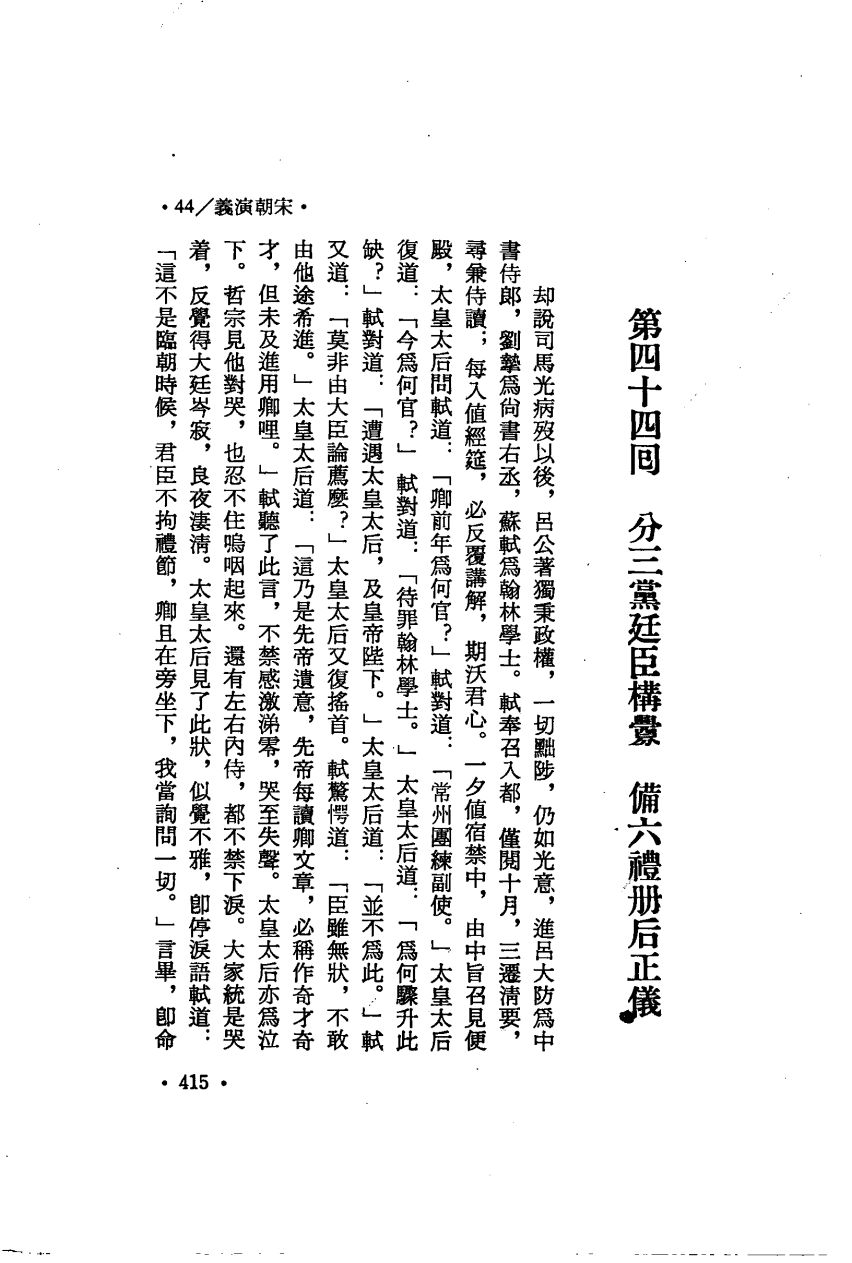 第四十四回　分三黨廷臣構釁　備六禮册后正儀
却說司馬光病歿以後，呂公著獨秉政權，一切黜陟，仍如光意，進呂大防爲中
書侍郎，劉摯爲尚書右丞，蘇軾爲翰林學士。軾奉召入都，僅閱十月，三遷清要，
尋兼侍讀；每入值經筵，必反覆講解，期沃君心。一夕值宿禁中，由中旨召見便
殿，太皇太后問軾道：「卿前年爲何官？」軾對道：「常州團練副使。」太皇太后
復道：「今爲何官？」軾對道：「待罪翰林學士。」太皇太后道：「爲何驟升此
缺？」軾對道：「遭遇太皇太后，及皇帝陛下。」太皇太后道：「並不爲此。」軾
又道：「莫非由大臣論薦麼？」太皇太后又復搖首。軾驚愕道：「臣雖無狀，不敢
由他途希進。」太皇太后道：「這乃是先帝遺意，先帝每讀卿文章，必稱作奇才奇
才，但未及進用卿哩。」軾聽了此言，不禁感激涕零，哭至失聲。太皇太后亦爲泣
下。哲宗見他對哭，也忍不住嗚咽起來。還有左右內侍，都不禁下淚。大家統是哭
着，反覺得大廷岑寂，良夜淒清。太皇太后見了此狀，似覺不雅，卽停淚語軾道：
「這不是臨朝時候，君臣不拘禮節，卿且在旁坐下，我當詢問一切。」言畢，卽命
•44／義演朝宋•
• 415 •